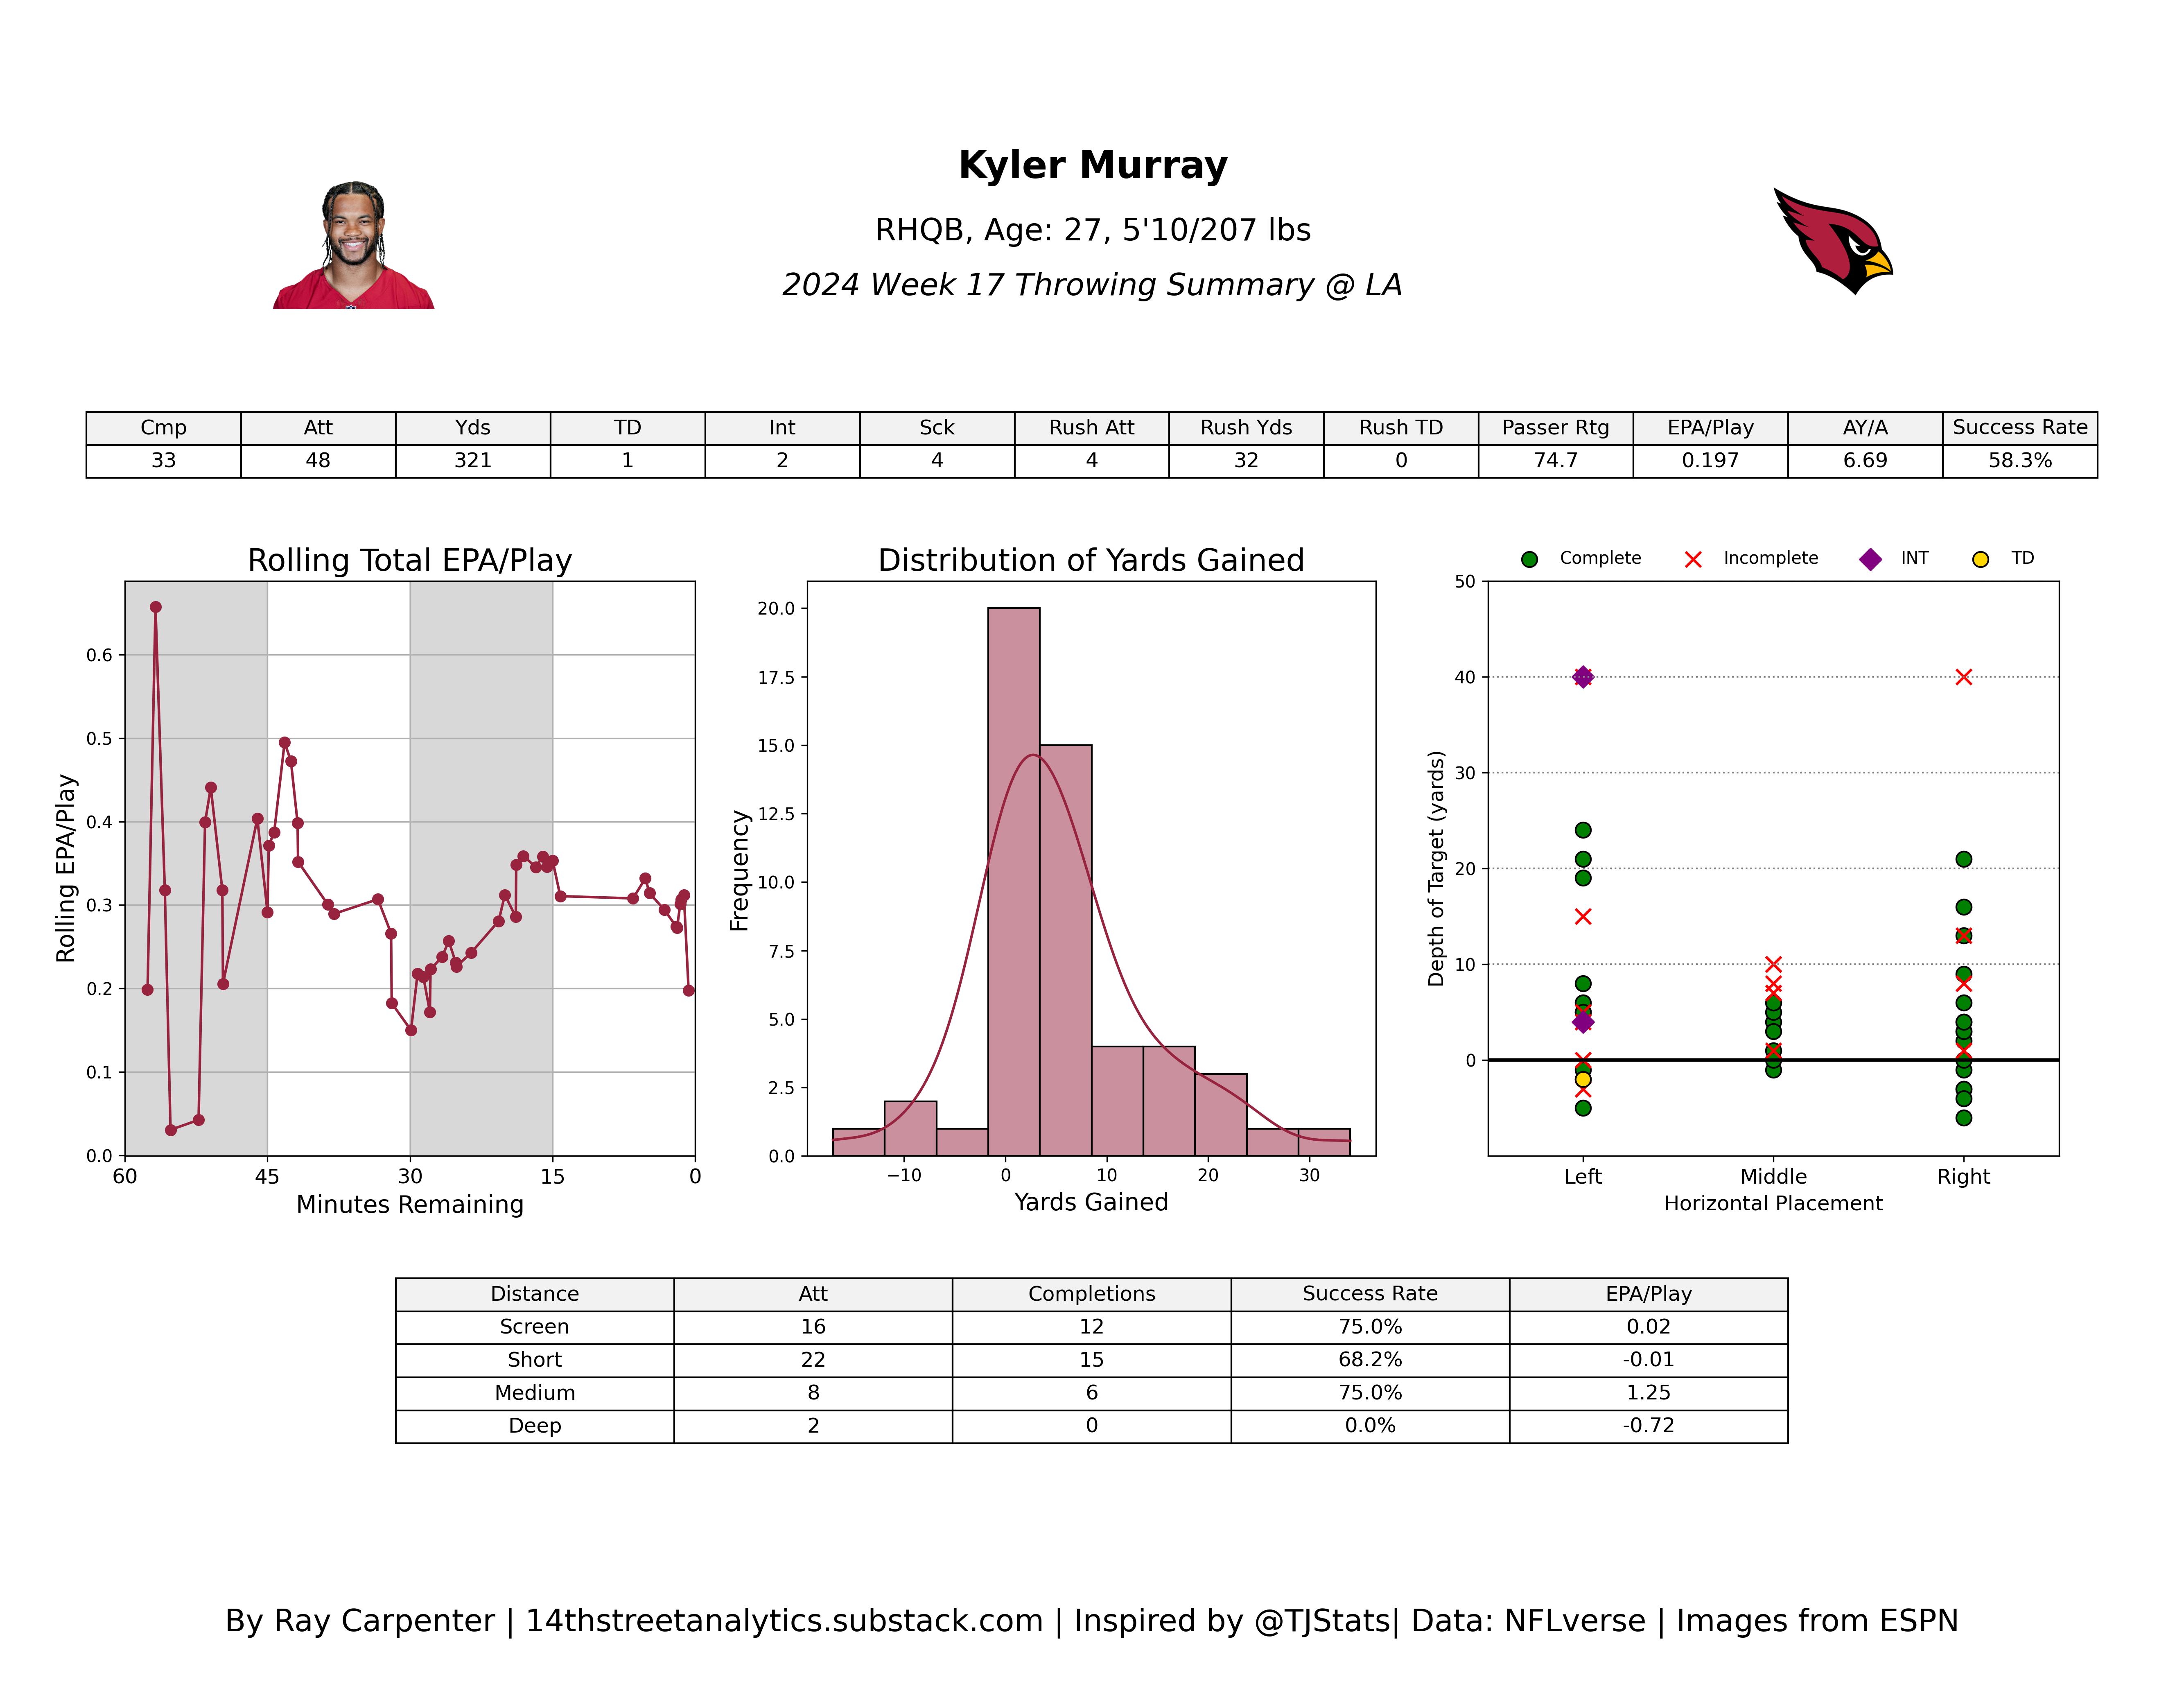 Kyler Murray
RHQB, Age: 27, 5'10/207 lbs
2024 Week 17 Throwing Summary @ LA
Cmp Att Yds TD Int Sck Rush Att Rush Yds Rush TD Passer Rtg EPA/Play AY/A Success Rate
33 48 321 1 2 4 4 32 0 74.7 0.197 6.69 58.3%
Rolling Total EPA/Play
0.6
0.5
0.4
0.3
0.2
0.1
0.0
Rolling EPA/Play
60 45 30 15 0
Minutes Remaining
Distribution of Yards Gained
20.0
17.5
15.0
12.5
10.0
7.5
5.0
2.5
0.0
Frequency
−10 0 10 20 30
Yards Gained
Complete Incomplete INT TD
50
40
30
20
10
0
Depth of Target (yards)
Left Middle Right
Horizontal Placement
Distance Att Completions Success Rate EPA/Play
Screen 16 12 75.0% 0.02
Short 22 15 68.2% -0.01
Medium 8 6 75.0% 1.25
Deep 2 0 0.0% -0.72
By Ray Carpenter | 14thstreetanalytics.substack.com | Inspired by @TJStats| Data: NFLverse | Images from ESPN